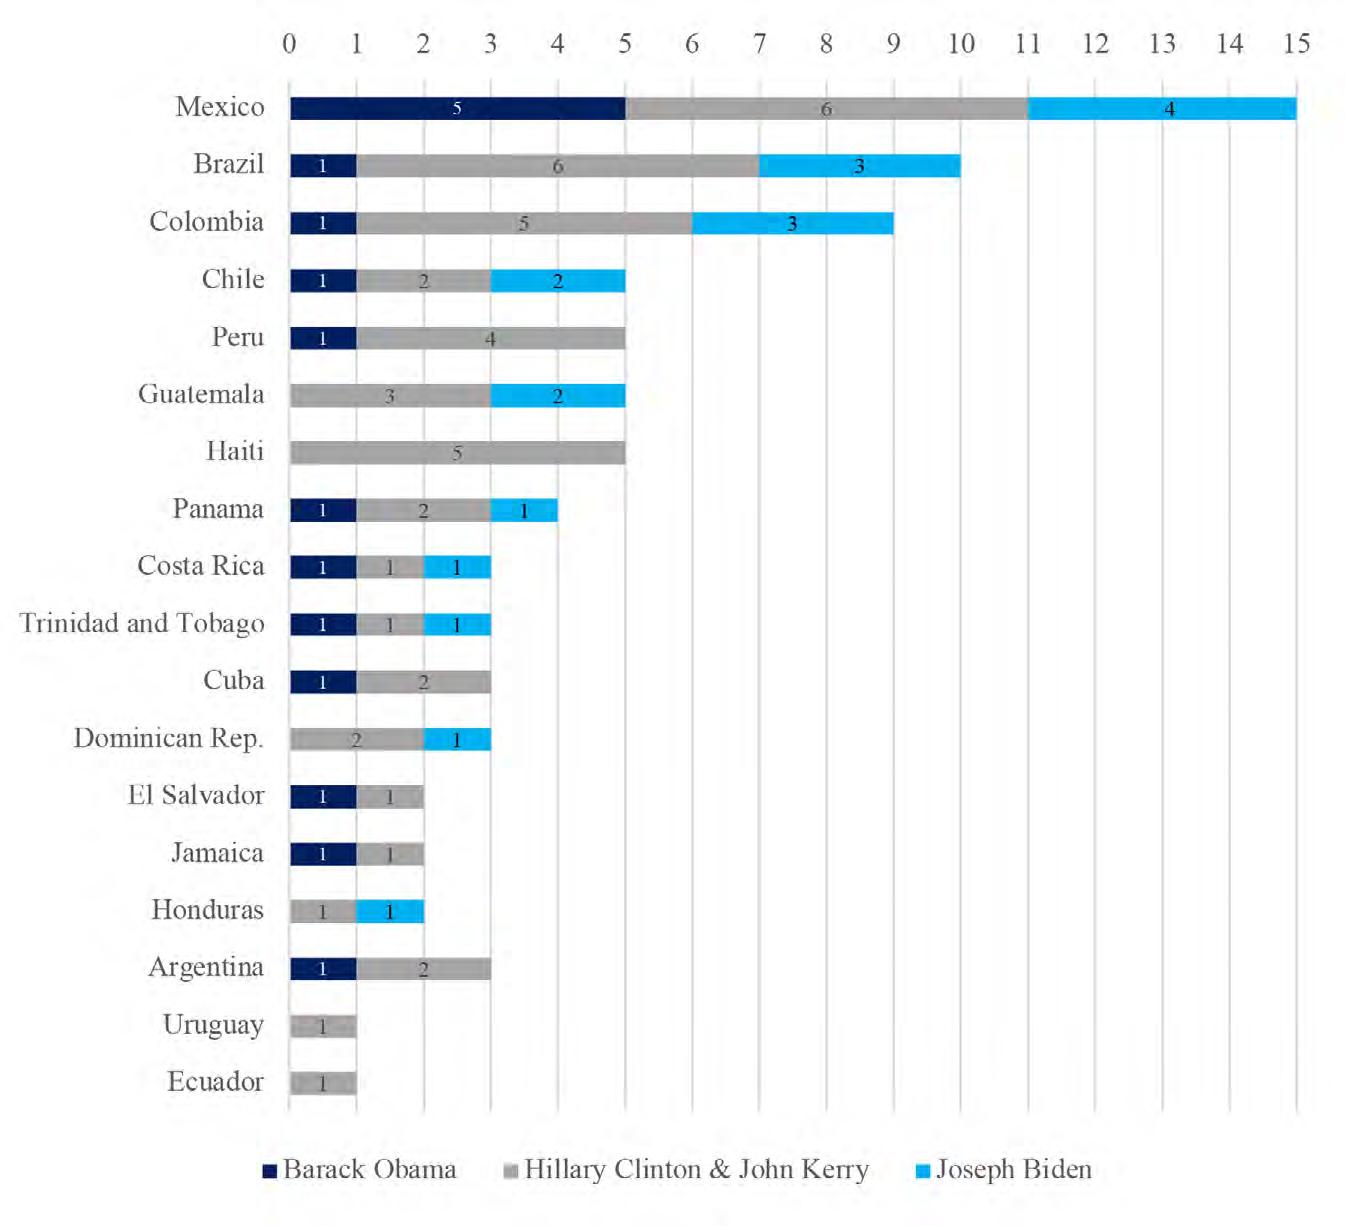 0 1 2 3 4 5 6 7 8 9 10 11 12 13 14 15
Mexico 5 6 4
Brazil 1 6 3
Colombia 1 5 3
Chile 1 2 2
Peru 1 4
Guatemala 3 2
Haiti 5
Panama 1 2 1
Costa Rica 1 1 1
Trinidad and Tobago 1 1 1
Cuba 1 2
Dominican Rep. 2 1
El Salvador 1 1
Jamaica 1 1
Honduras 1 1
Argentina 1 2
Uruguay 1
Ecuador 1
Barack Obama Hillary Clinton & John Kerry Joseph Biden